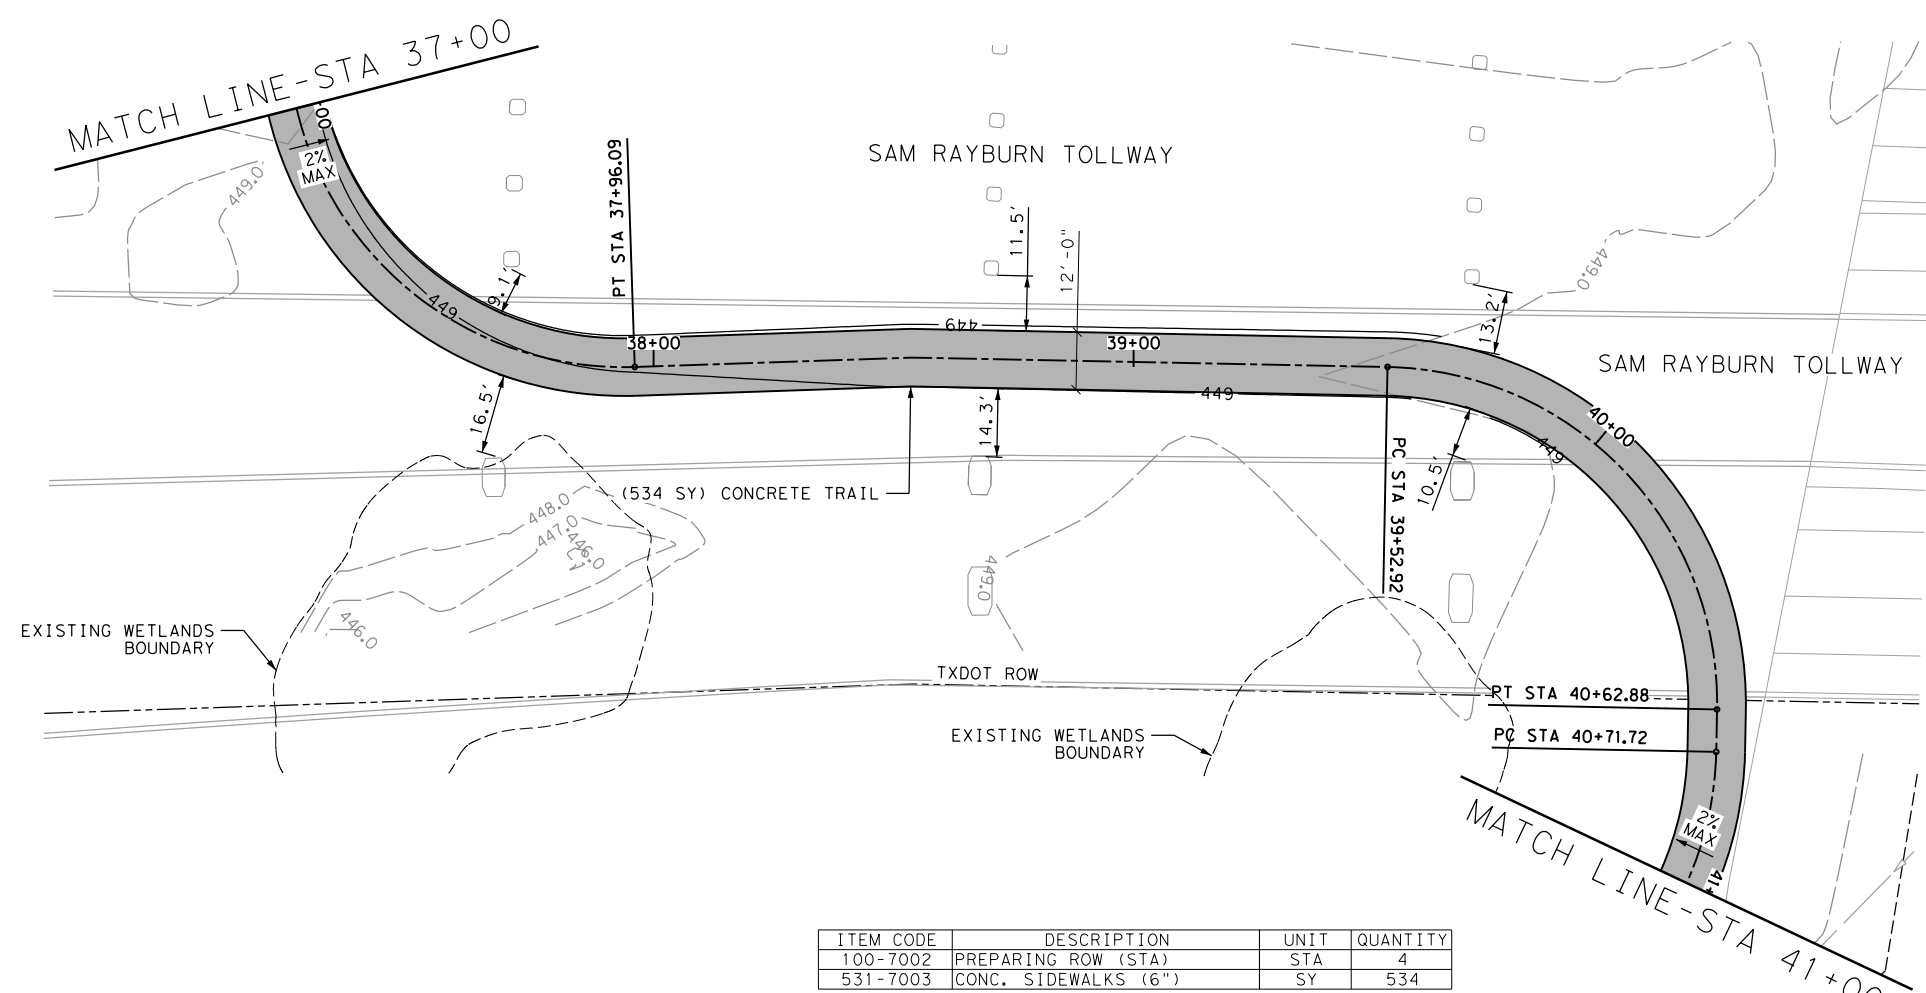 MATCH LINE-STA 37+00
00
2%
MAX
449.0
449
9.1'
16.5'
PT STA 37+96.09
38+00
SAM RAYBURN TOLLWAY
11.5'
12'-0"
449
39+00
14.3'
449
13.2'
449.0
SAM RAYBURN TOLLWAY
10.5'
PC STA 39+52.92
40+00
449
(534 SY) CONCRETE TRAIL
448.0
447.0
446.0
446.0
449.0
EXISTING WETLANDS
BOUNDARY
TXDOT ROW
EXISTING WETLANDS
BOUNDARY
PT STA 40+62.88
PC STA 40+71.72
2%
MAX
41+
MATCH LINE-STA 41+00
ITEM CODE DESCRIPTION UNIT QUANTITY
100-7002 PREPARING ROW (STA) STA 4
531-7003 CONC. SIDEWALKS (6") SY 534